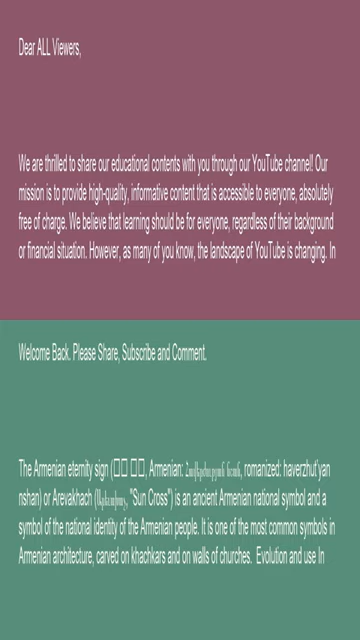 Dear ALL Viewers,
We are thrilled to share our educational contents with you through our YouTube channel! Our
mission is to provide high-quality, informative content that is accessible to everyone, absolutely
free of charge. We believe that learning should be for everyone, regardless of their background
or financial situation. However, as many of you know, the landscape of YouTube is changing. In
Welcome Back. Please Share, Subscribe and Comment.
The Armenian eternity sign (□□ □□, Armenian: Հավերժության նշան, romanized: haverzhut'yan
nshan) or Arevakhach (Արևախաչ, "Sun Cross") is an ancient Armenian national symbol and a
symbol of the national identity of the Armenian people. It is one of the most common symbols in
Armenian architecture, carved on khachkars and on walls of churches. Evolution and use In